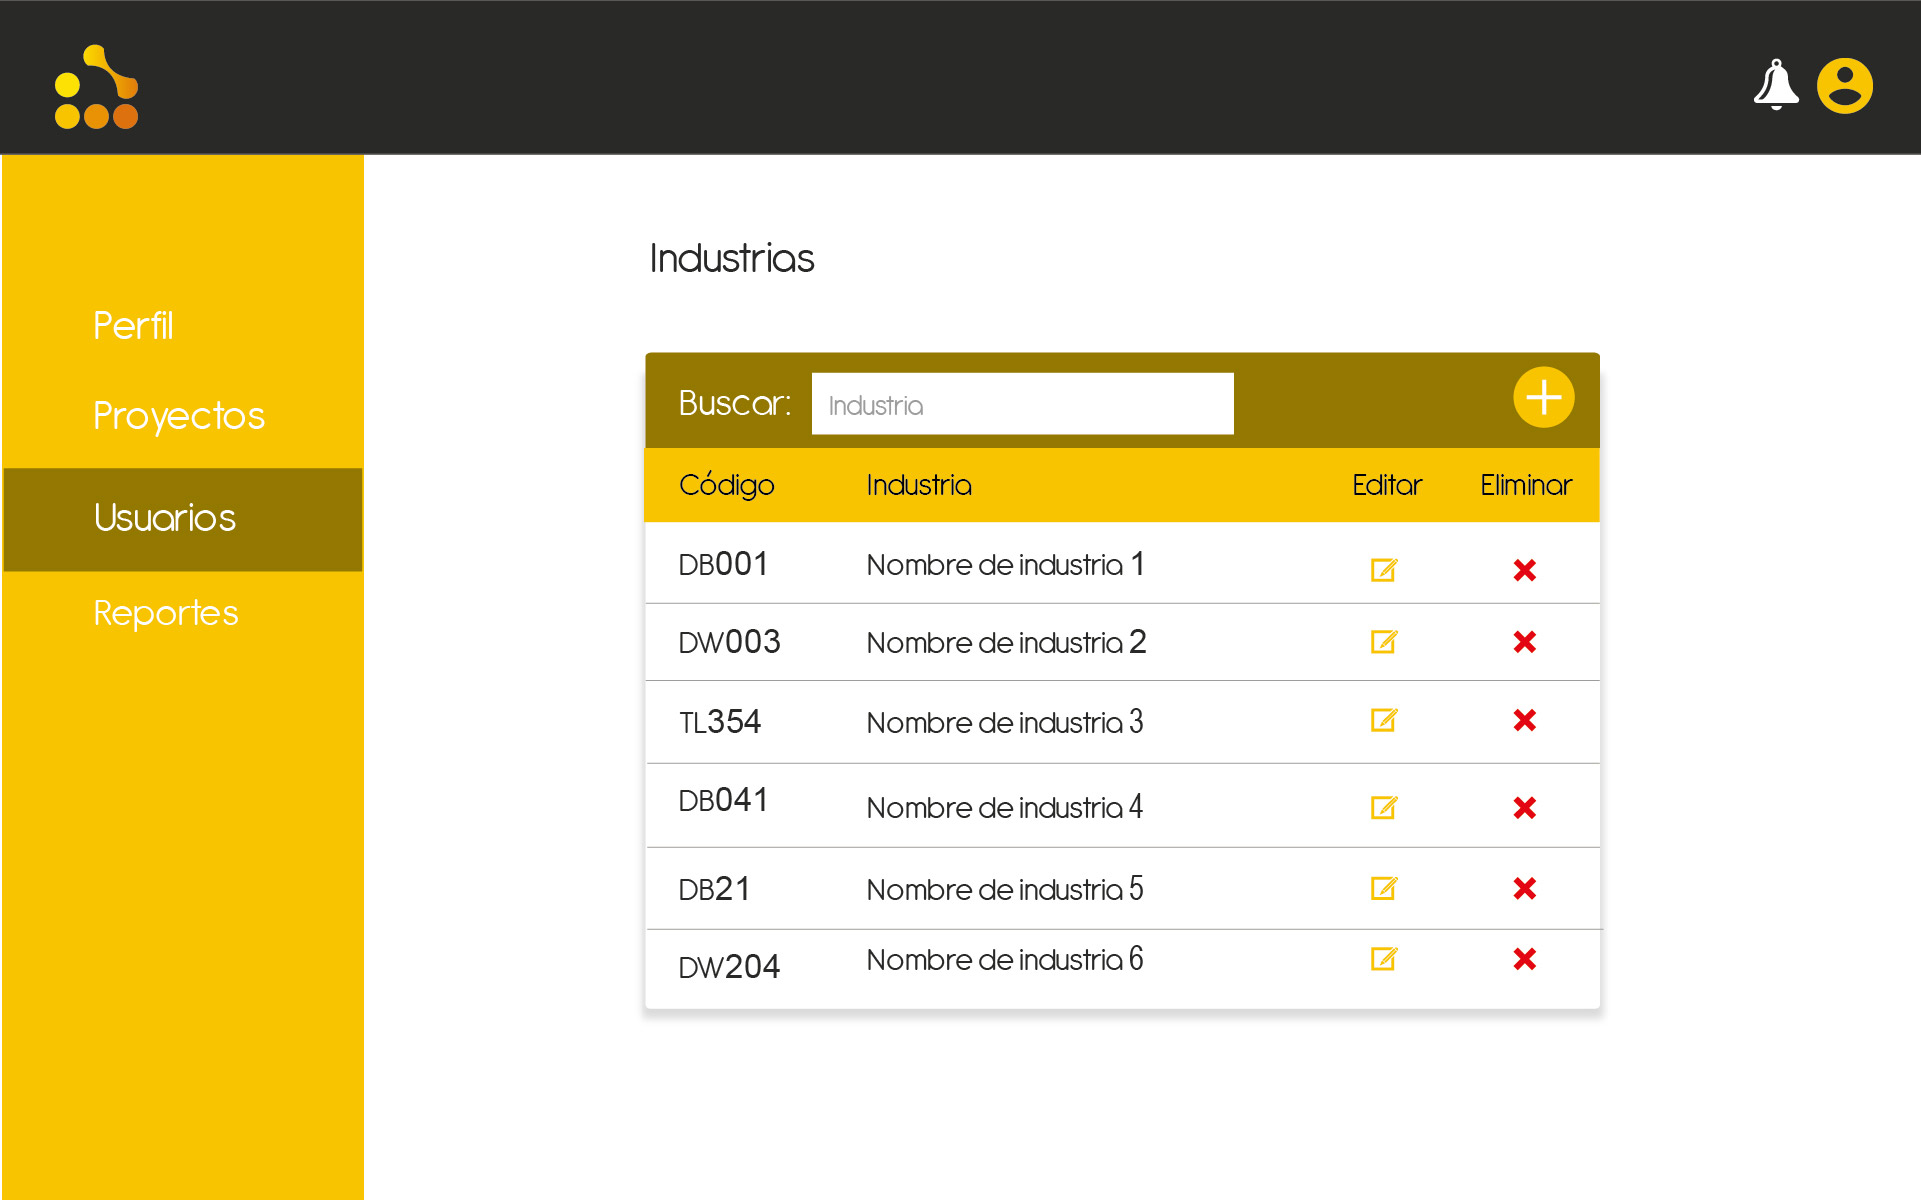 Perfil
Proyectos
Usuarios
Reportes
Industrias
Buscar: Industria
Código Industria Editar Eliminar
DB001 Nombre de industria 1
DW003 Nombre de industria 2
TL354 Nombre de industria 3
DB041 Nombre de industria 4
DB21 Nombre de industria 5
DW204 Nombre de industria 6